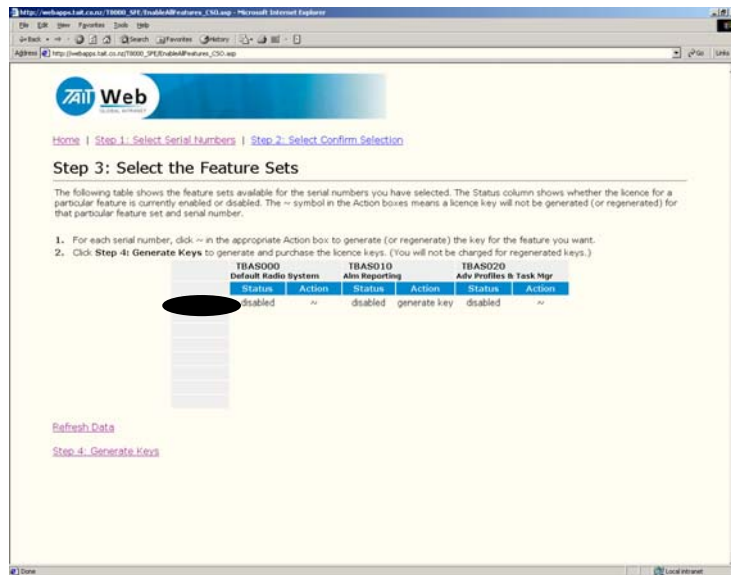 http://webapps.tait.co.nz/T8000_SFE/EnableAllFeatures_CSO.asp - Microsoft Internet Explorer
File Edit View Favorites Tools Help
Back Search Favorites History
Address http://webapps.tait.co.nz/T8000_SFE/EnableAllFeatures_CSO.asp Go Links
TAIT Web
GLOBAL INTRANET
Home | Step 1: Select Serial Numbers | Step 2: Select Confirm Selection
Step 3: Select the Feature Sets
The following table shows the feature sets available for the serial numbers you have selected. The Status column shows whether the licence for a
particular feature is currently enabled or disabled. The ~ symbol in the Action boxes means a licence key will not be generated (or regenerated) for
that particular feature set and serial number.
1. For each serial number, click ~ in the appropriate Action box to generate (or regenerate) the key for the feature you want.
2. Click Step 4: Generate Keys to generate and purchase the licence keys. (You will not be charged for regenerated keys.)
TBAS000 TBAS010 TBAS020
Default Radio System Alm Reporting Adv Profiles & Task Mgr
Status Action Status Action Status Action
disabled ~ disabled generate key disabled ~
Refresh Data
Step 4: Generate Keys
Done Local intranet